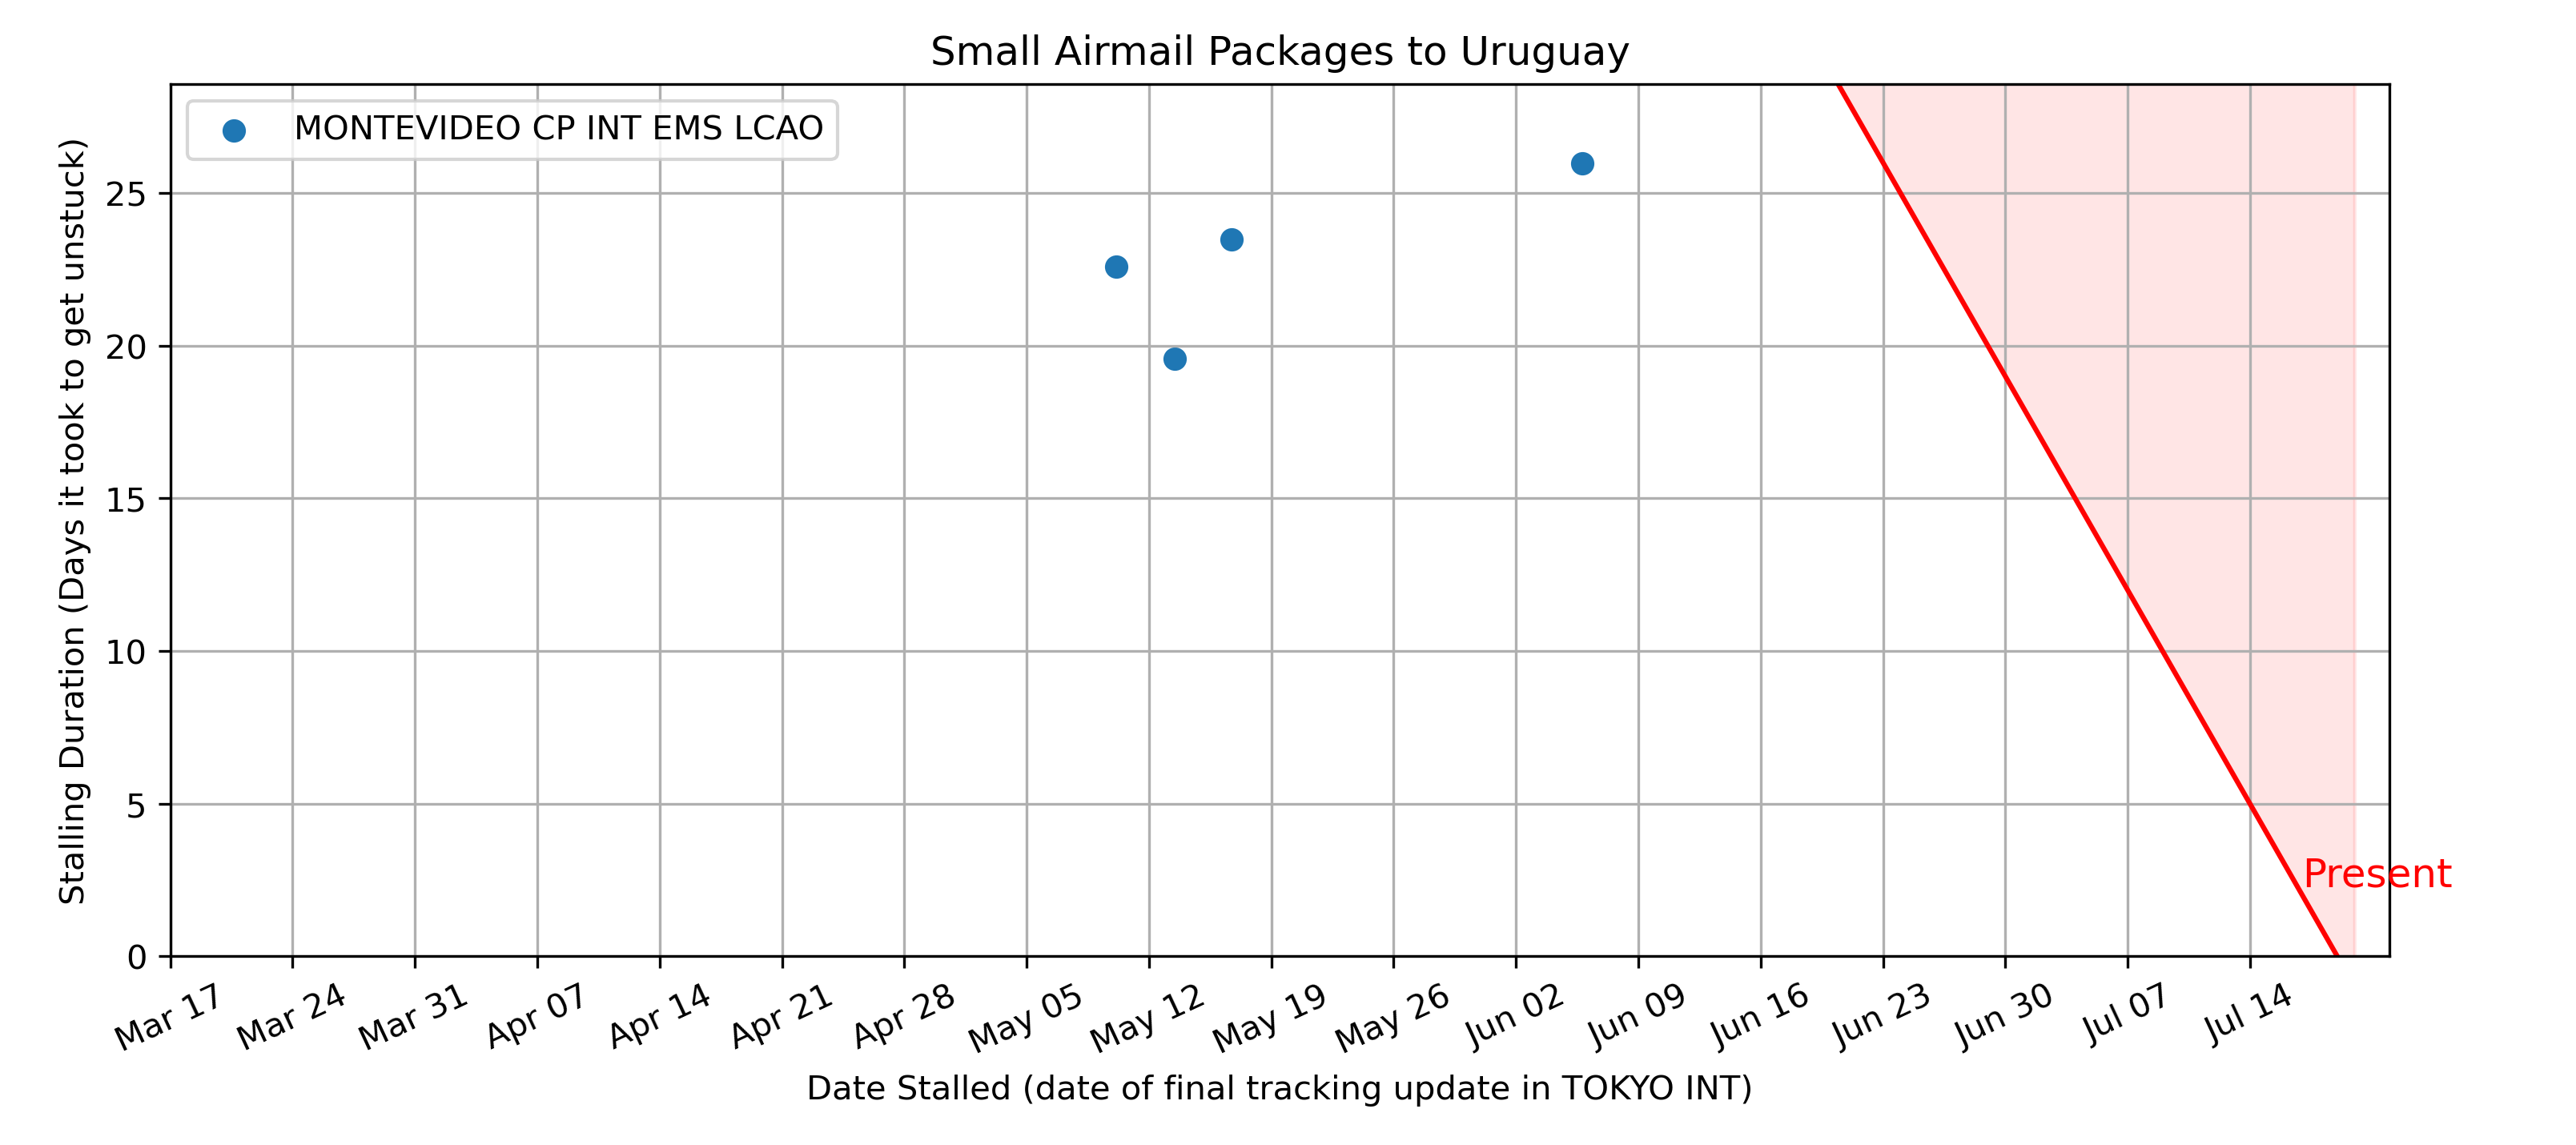 Small Airmail Packages to Uruguay
MONTEVIDEO CP INT EMS LCAO
Stalling Duration (Days it took to get unstuck)
25
20
15
10
5
0
Present
Mar 17
Mar 24
Mar 31
Apr 07
Apr 14
Apr 21
Apr 28
May 05
May 12
May 19
May 26
Jun 02
Jun 09
Jun 16
Jun 23
Jun 30
Jul 07
Jul 14
Date Stalled (date of final tracking update in TOKYO INT)